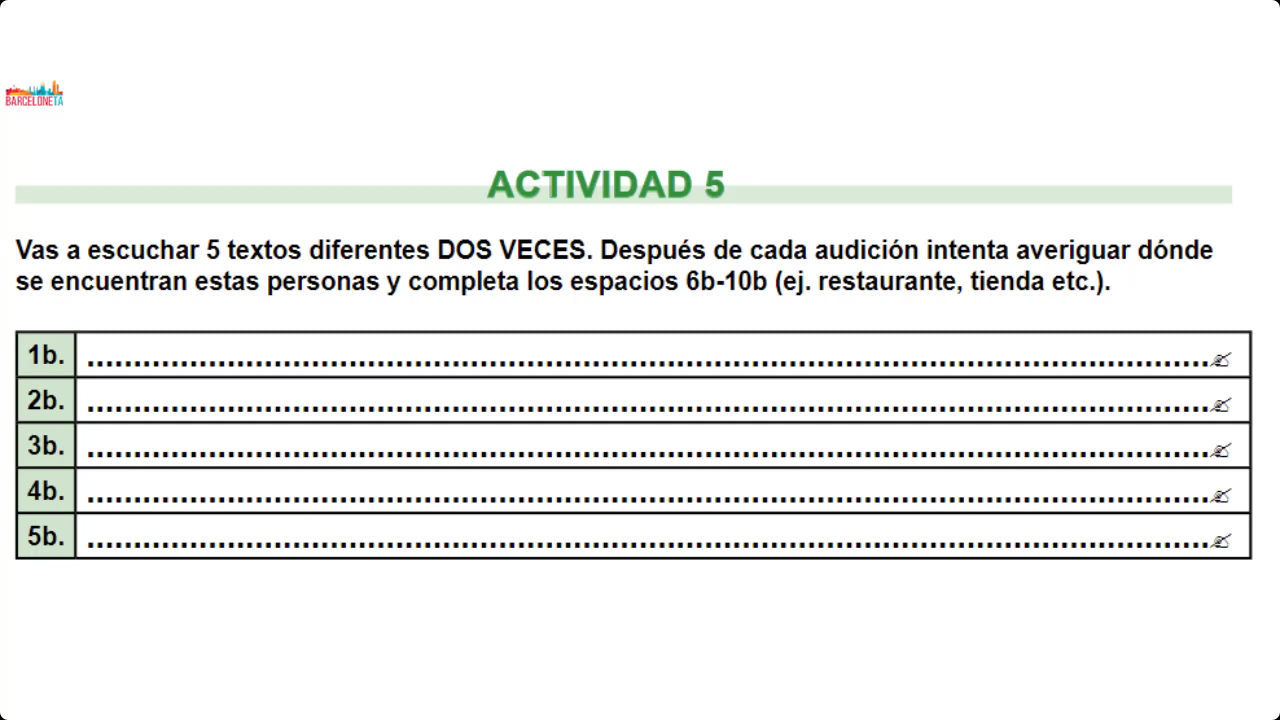 BARCELONETA
ACTIVIDAD 5
Vas a escuchar 5 textos diferentes DOS VECES. Después de cada audición intenta averiguar dónde
se encuentran estas personas y completa los espacios 6b-10b (ej. restaurante, tienda etc.).
1b. ........................................................................................................................✍
2b. ........................................................................................................................✍
3b. ........................................................................................................................✍
4b. ........................................................................................................................✍
5b. ........................................................................................................................✍